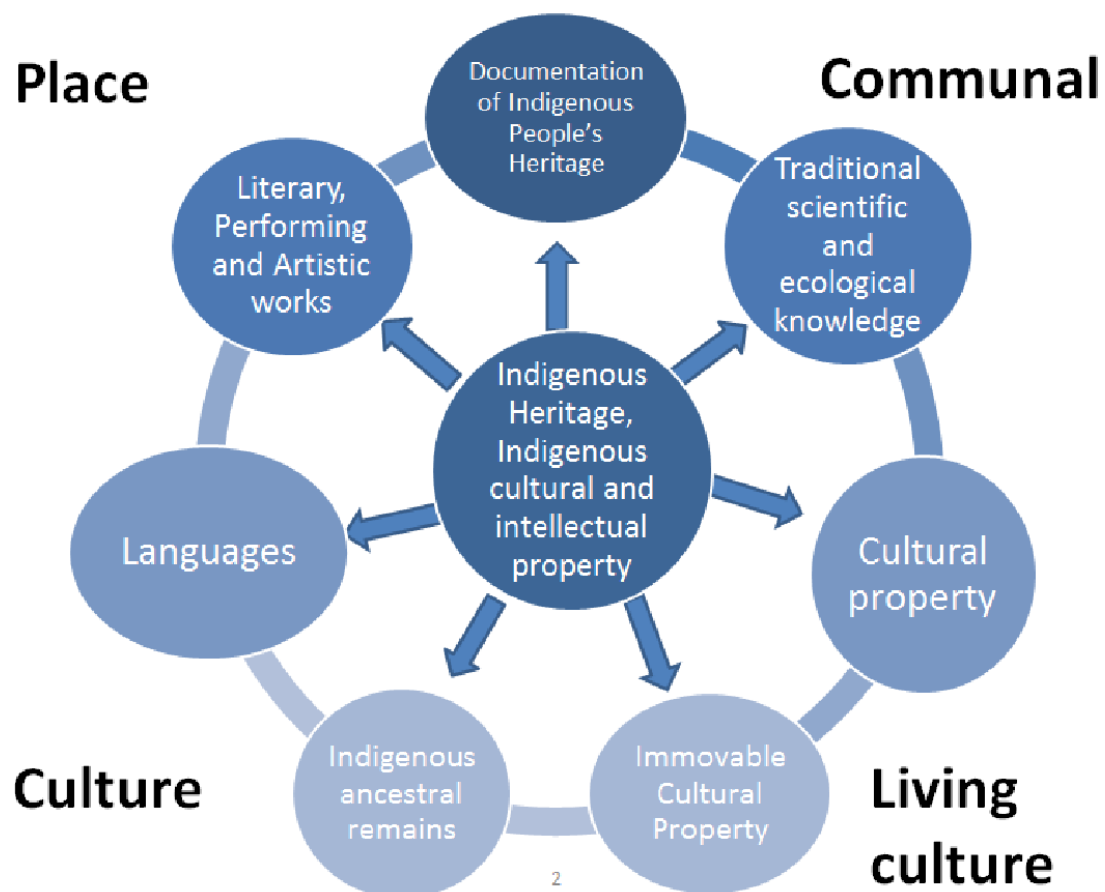 Place
Communal
Documentation
of Indigenous
People's
Heritage
Traditional
scientific
and
ecological
knowledge
Literary,
Performing
and Artistic
works
Indigenous
Heritage,
Indigenous
cultural and
intellectual
property
Languages
Cultural
property
Indigenous
ancestral
remains
Immovable
Cultural
Property
Culture
Living
culture
2